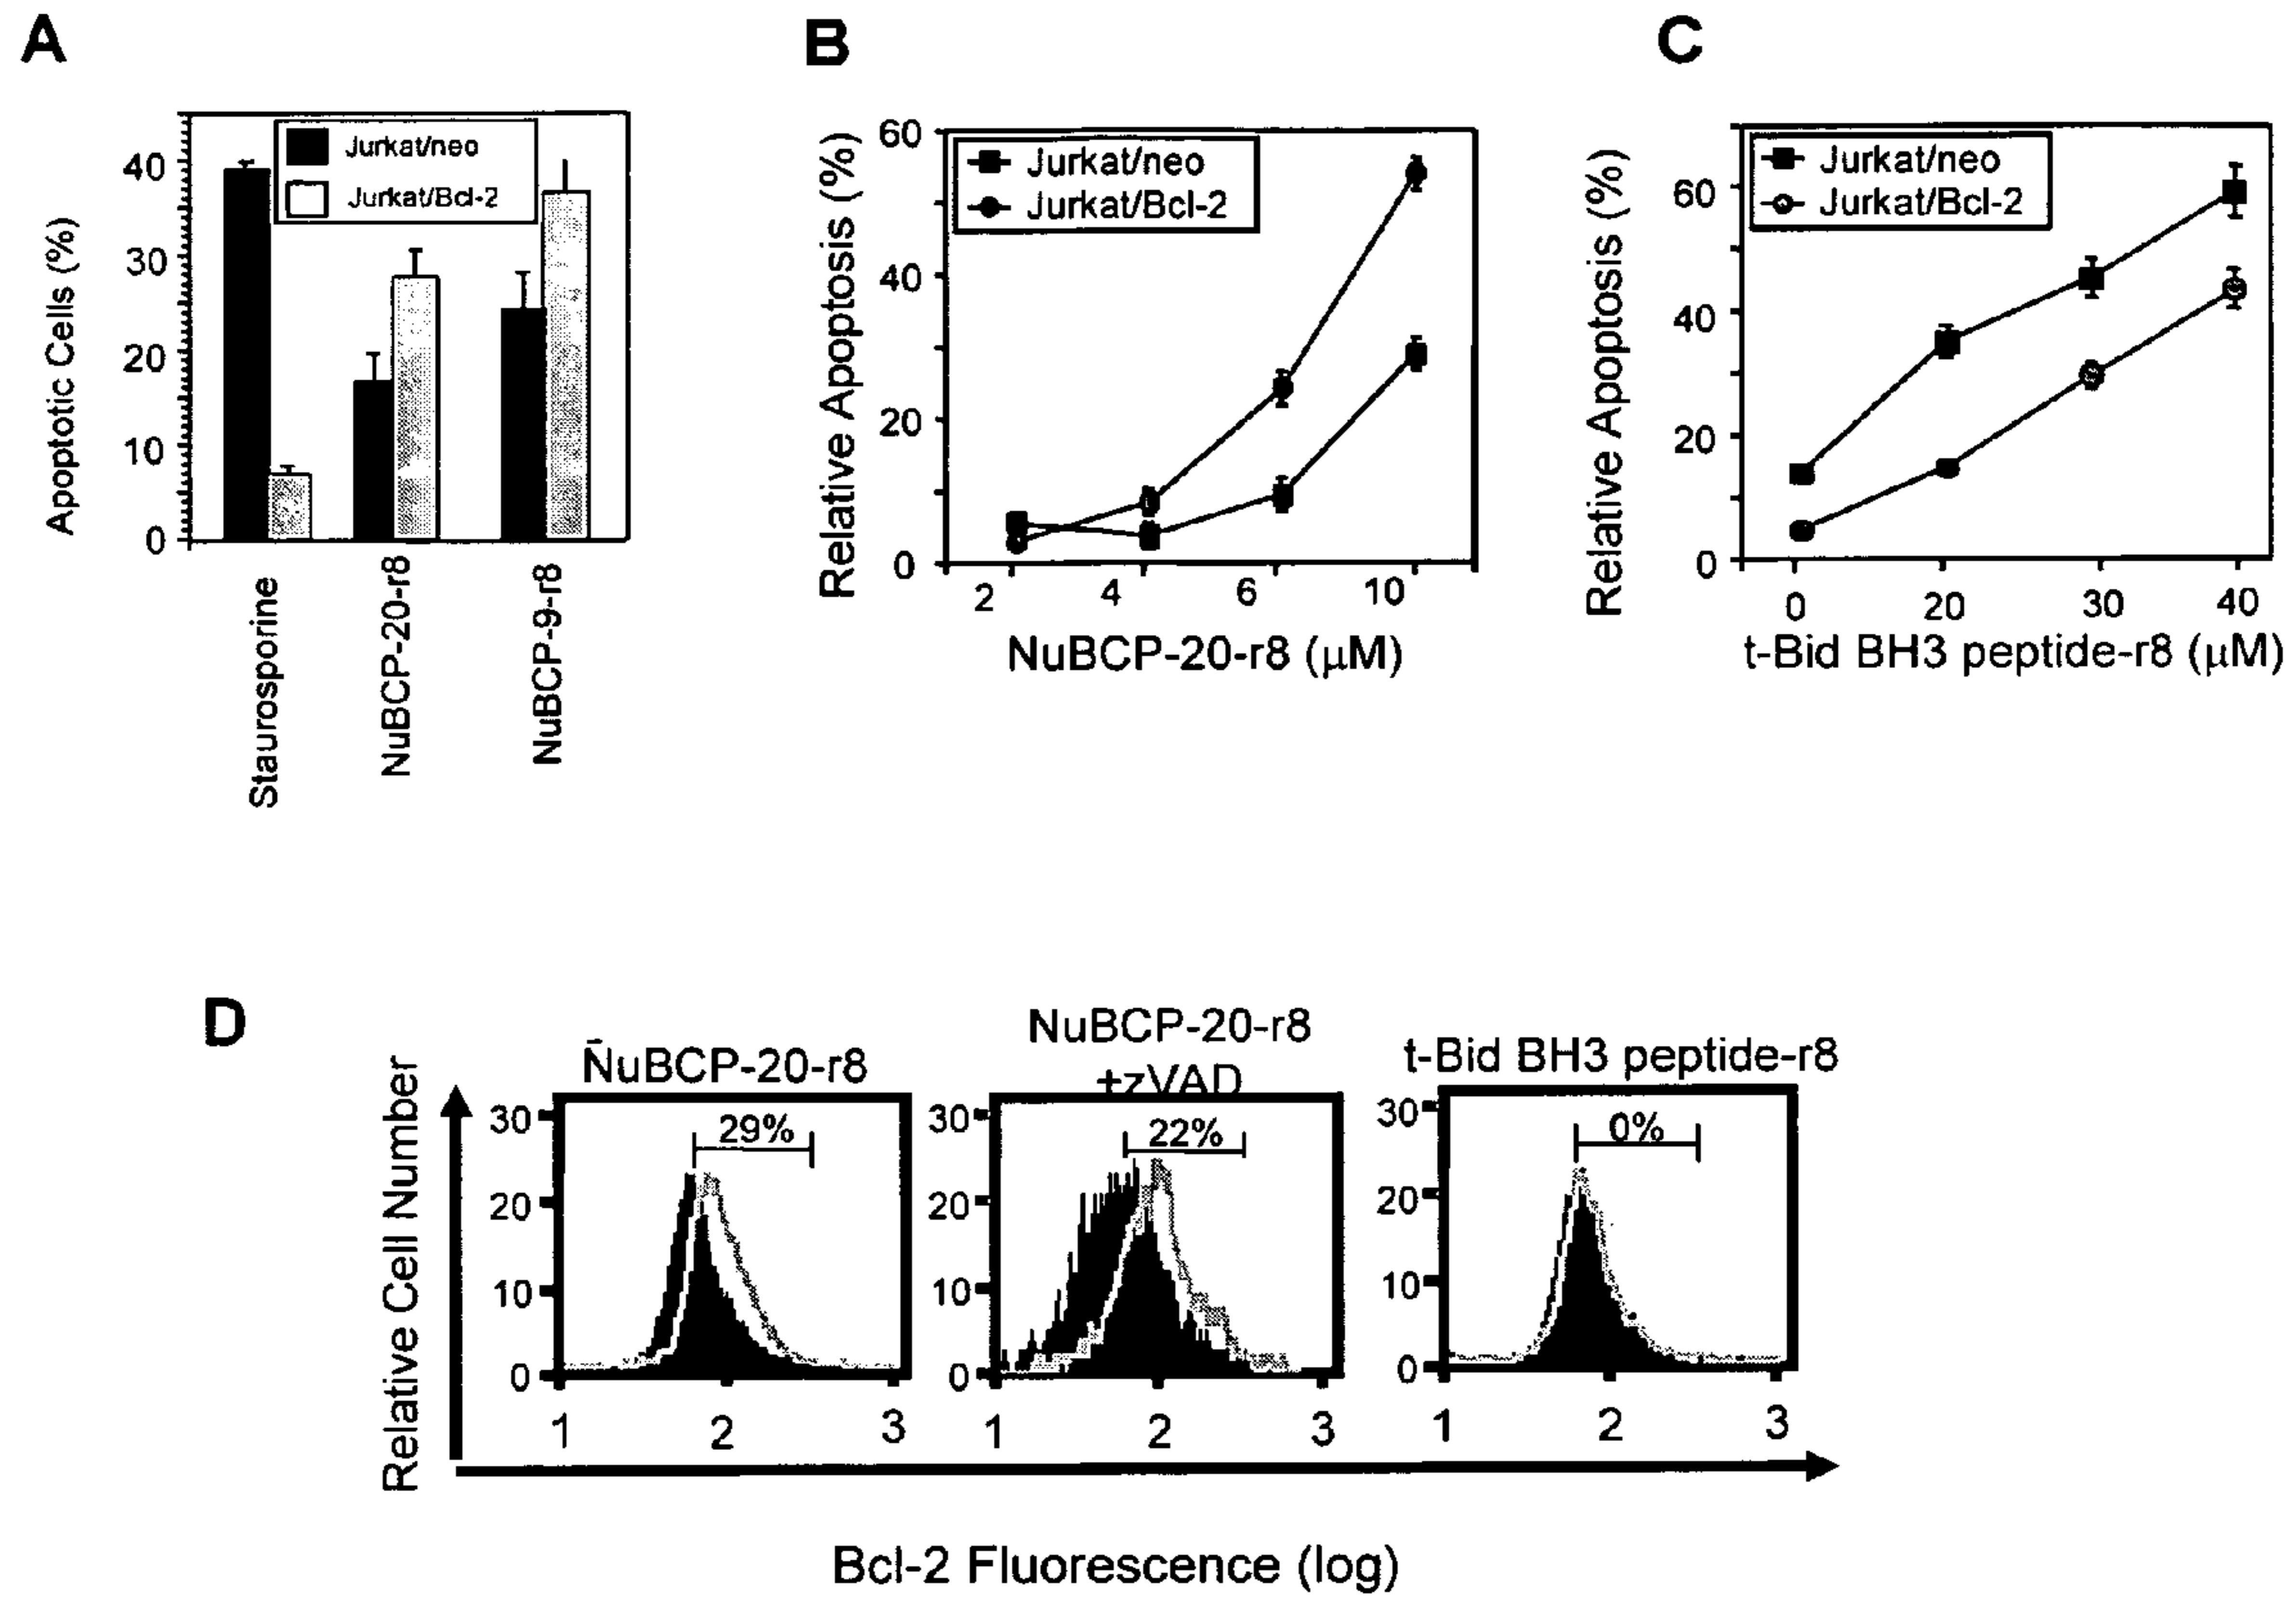 A
Apoptotic Cells (%)
40
30
20
10
0
Jurkat/neo
Jurkat/Bcl-2
Staurosporine
NuBCP-20-r8
NuBCP-9-r8
B
Relative Apoptosis (%)
60
40
20
0
Jurkat/neo
Jurkat/Bcl-2
2 4 6 10
NuBCP-20-r8 (μM)
C
Relative Apoptosis (%)
60
40
20
0
Jurkat/neo
Jurkat/Bcl-2
0 20 30 40
t-Bid BH3 peptide-r8 (μM)
D
Relative Cell Number
NuBCP-20-r8
30
20
10
0
29%
1 2 3
NuBCP-20-r8
+zVAD
30
20
10
0
22%
1 2 3
t-Bid BH3 peptide-r8
30
20
10
0
0%
1 2 3
Bcl-2 Fluorescence (log)